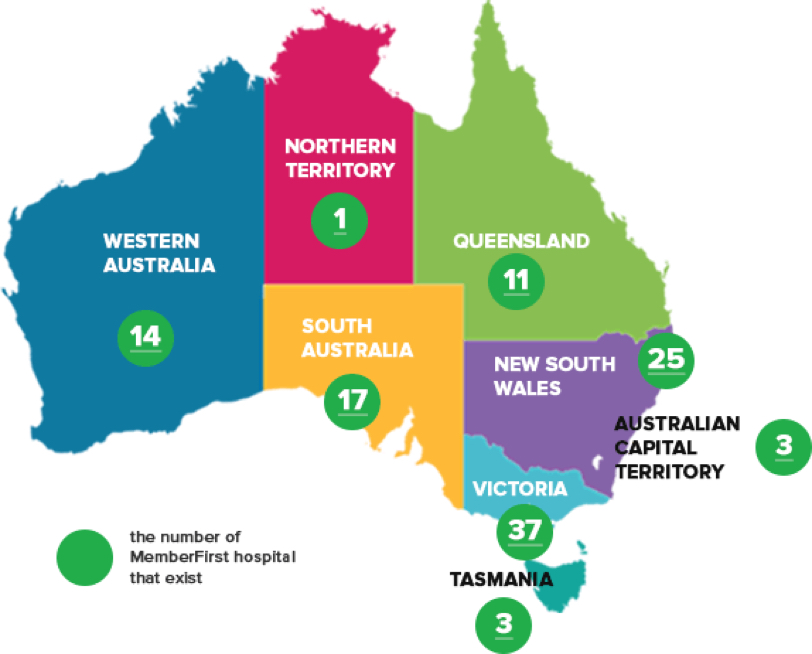 NORTHERN
TERRITORY
1
WESTERN
AUSTRALIA
14
QUEENSLAND
11
SOUTH
AUSTRALIA
17
NEW SOUTH
WALES
25
AUSTRALIAN
CAPITAL
TERRITORY
3
VICTORIA
37
TASMANIA
3
the number of
MemberFirst hospital
that exist